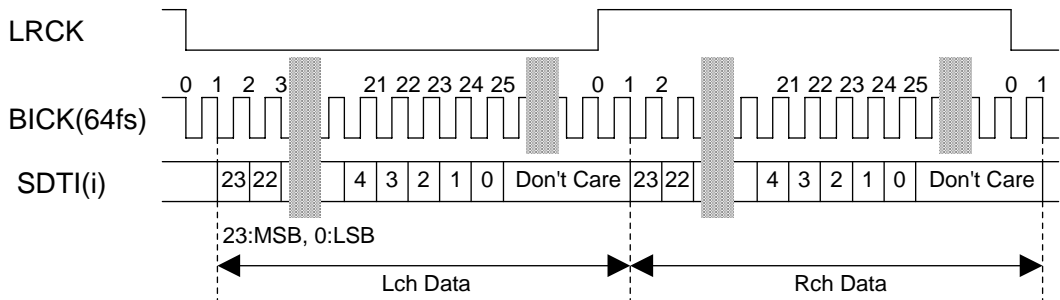 LRCK
0 1 2 3 21 22 23 24 25 0 1 2 21 22 23 24 25 0 1
BICK(64fs)
SDTI(i) 23 22 4 3 2 1 0 Don't Care 23 22 4 3 2 1 0 Don't Care
23:MSB, 0:LSB
Lch Data Rch Data